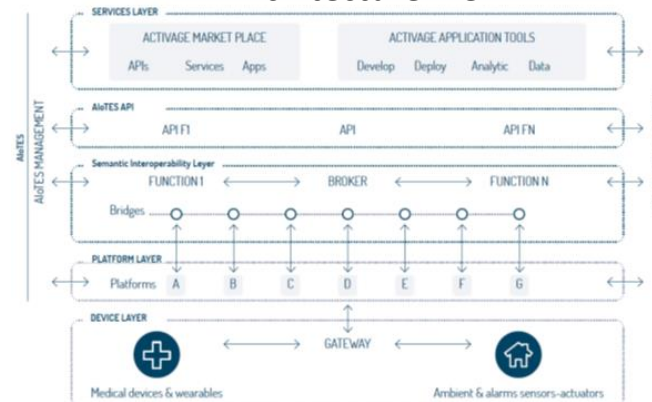 SERVICES LAYER
ACTIVAGE MARKET PLACE
APIs Services Apps
ACTIVAGE APPLICATION TOOLS
Develop Deploy Analytic Data
AIoTES
AIoTES MANAGEMENT
AIoTES API
API F1 API API FN
Semantic Interoperability Layer
FUNCTION 1 BROKER FUNCTION N
Bridges
PLATFORM LAYER
Platforms A B C D E F G
DEVICE LAYER
GATEWAY
Medical devices & wearables
Ambient & alarms sensors-actuators